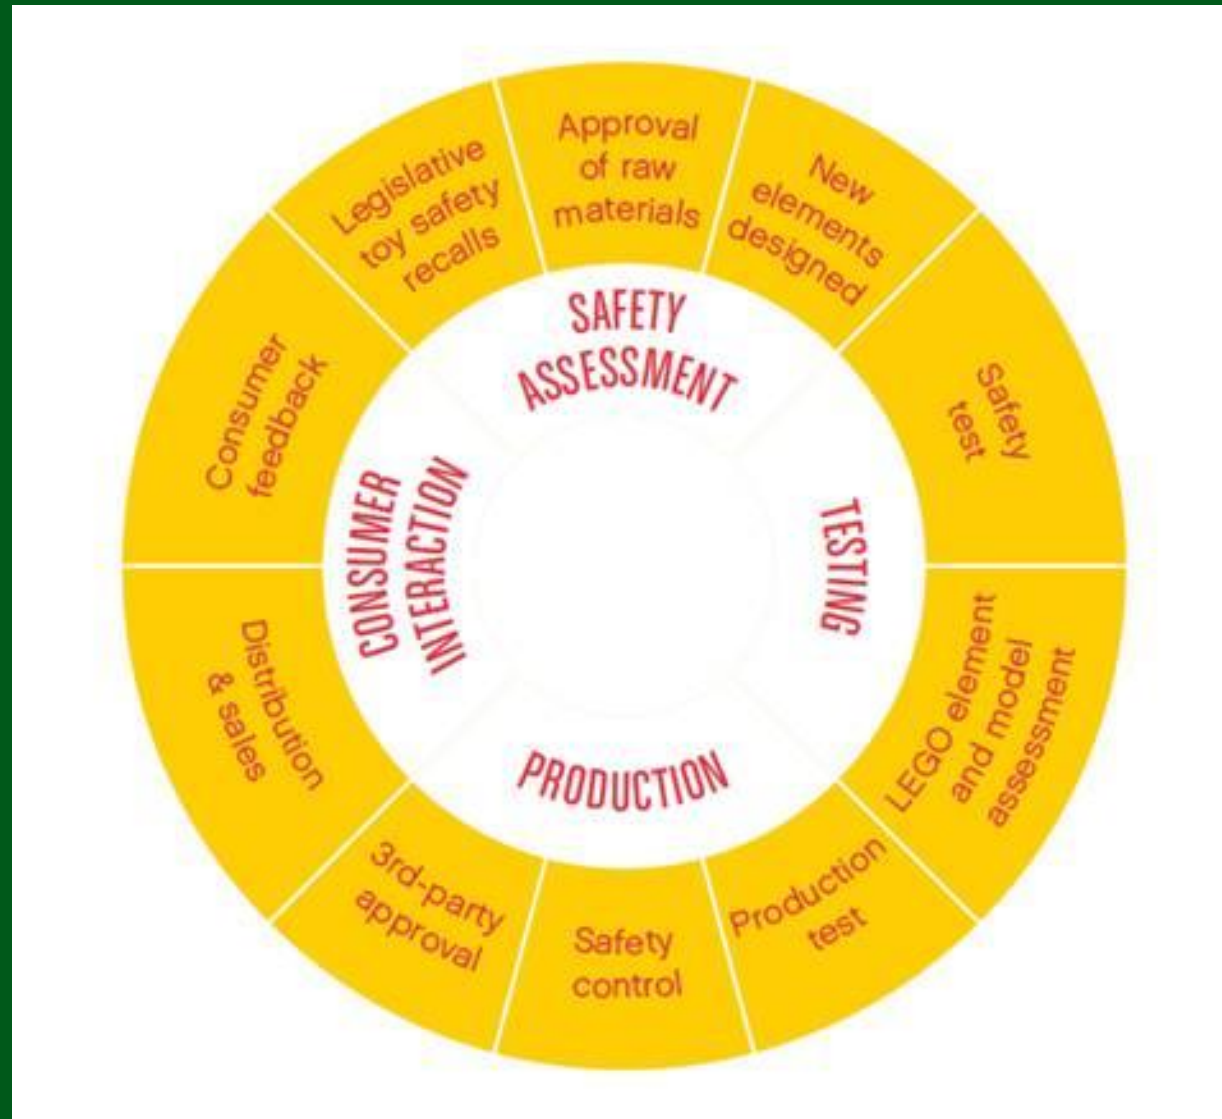 Approval
of raw
materials
New
elements
designed
Safety
test
LEGO element
and model
assessment
Production
test
Safety
control
3rd-party
approval
Distribution
& sales
Consumer
feedback
Legislative
toy safety
recalls
SAFETY
ASSESSMENT
TESTING
PRODUCTION
CONSUMER
INTERACTION